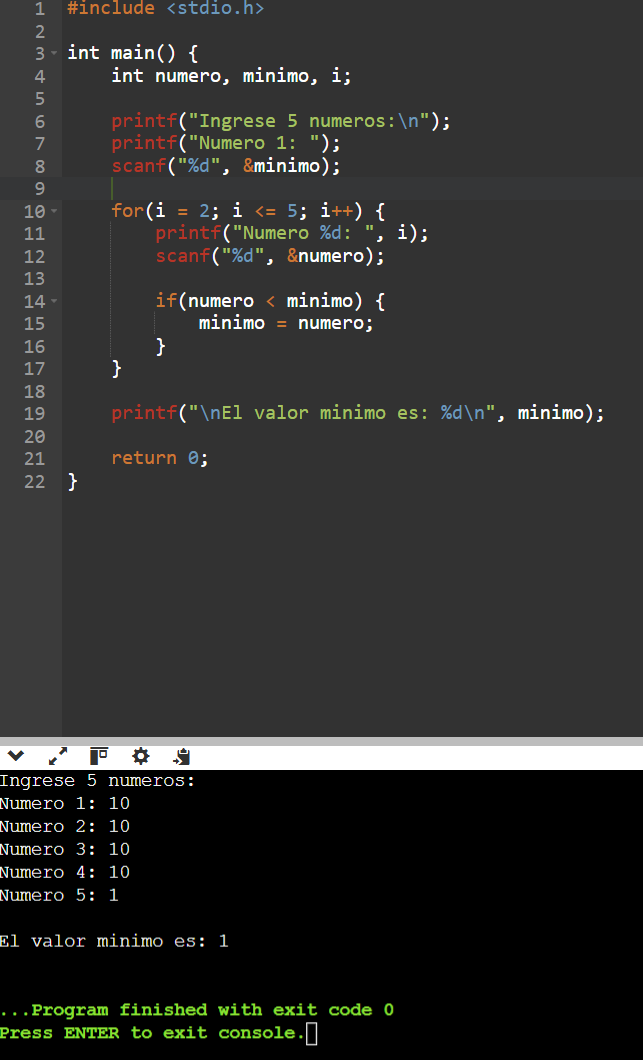 1 #include <stdio.h>
2
3 int main() {
4     int numero, minimo, i;
5
6     printf("Ingrese 5 numeros:\n");
7     printf("Numero 1: ");
8     scanf("%d", &minimo);
9
10     for(i = 2; i <= 5; i++) {
11         printf("Numero %d: ", i);
12         scanf("%d", &numero);
13
14         if(numero < minimo) {
15             minimo = numero;
16         }
17     }
18
19     printf("\nEl valor minimo es: %d\n", minimo);
20
21     return 0;
22 }
Ingrese 5 numeros:
Numero 1: 10
Numero 2: 10
Numero 3: 10
Numero 4: 10
Numero 5: 1
El valor minimo es: 1
...Program finished with exit code 0
Press ENTER to exit console.